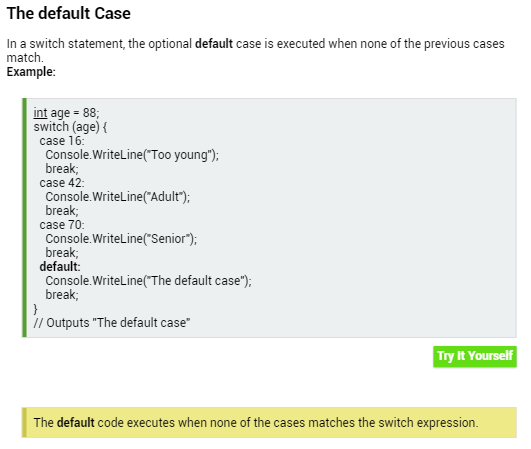 The default Case
In a switch statement, the optional default case is executed when none of the previous cases
match.
Example:
int age = 88;
switch (age) {
case 16:
Console.WriteLine("Too young");
break;
case 42:
Console.WriteLine("Adult");
break;
case 70:
Console.WriteLine("Senior");
break;
default:
Console.WriteLine("The default case");
break;
}
// Outputs "The default case"
Try It Yourself
The default code executes when none of the cases matches the switch expression.